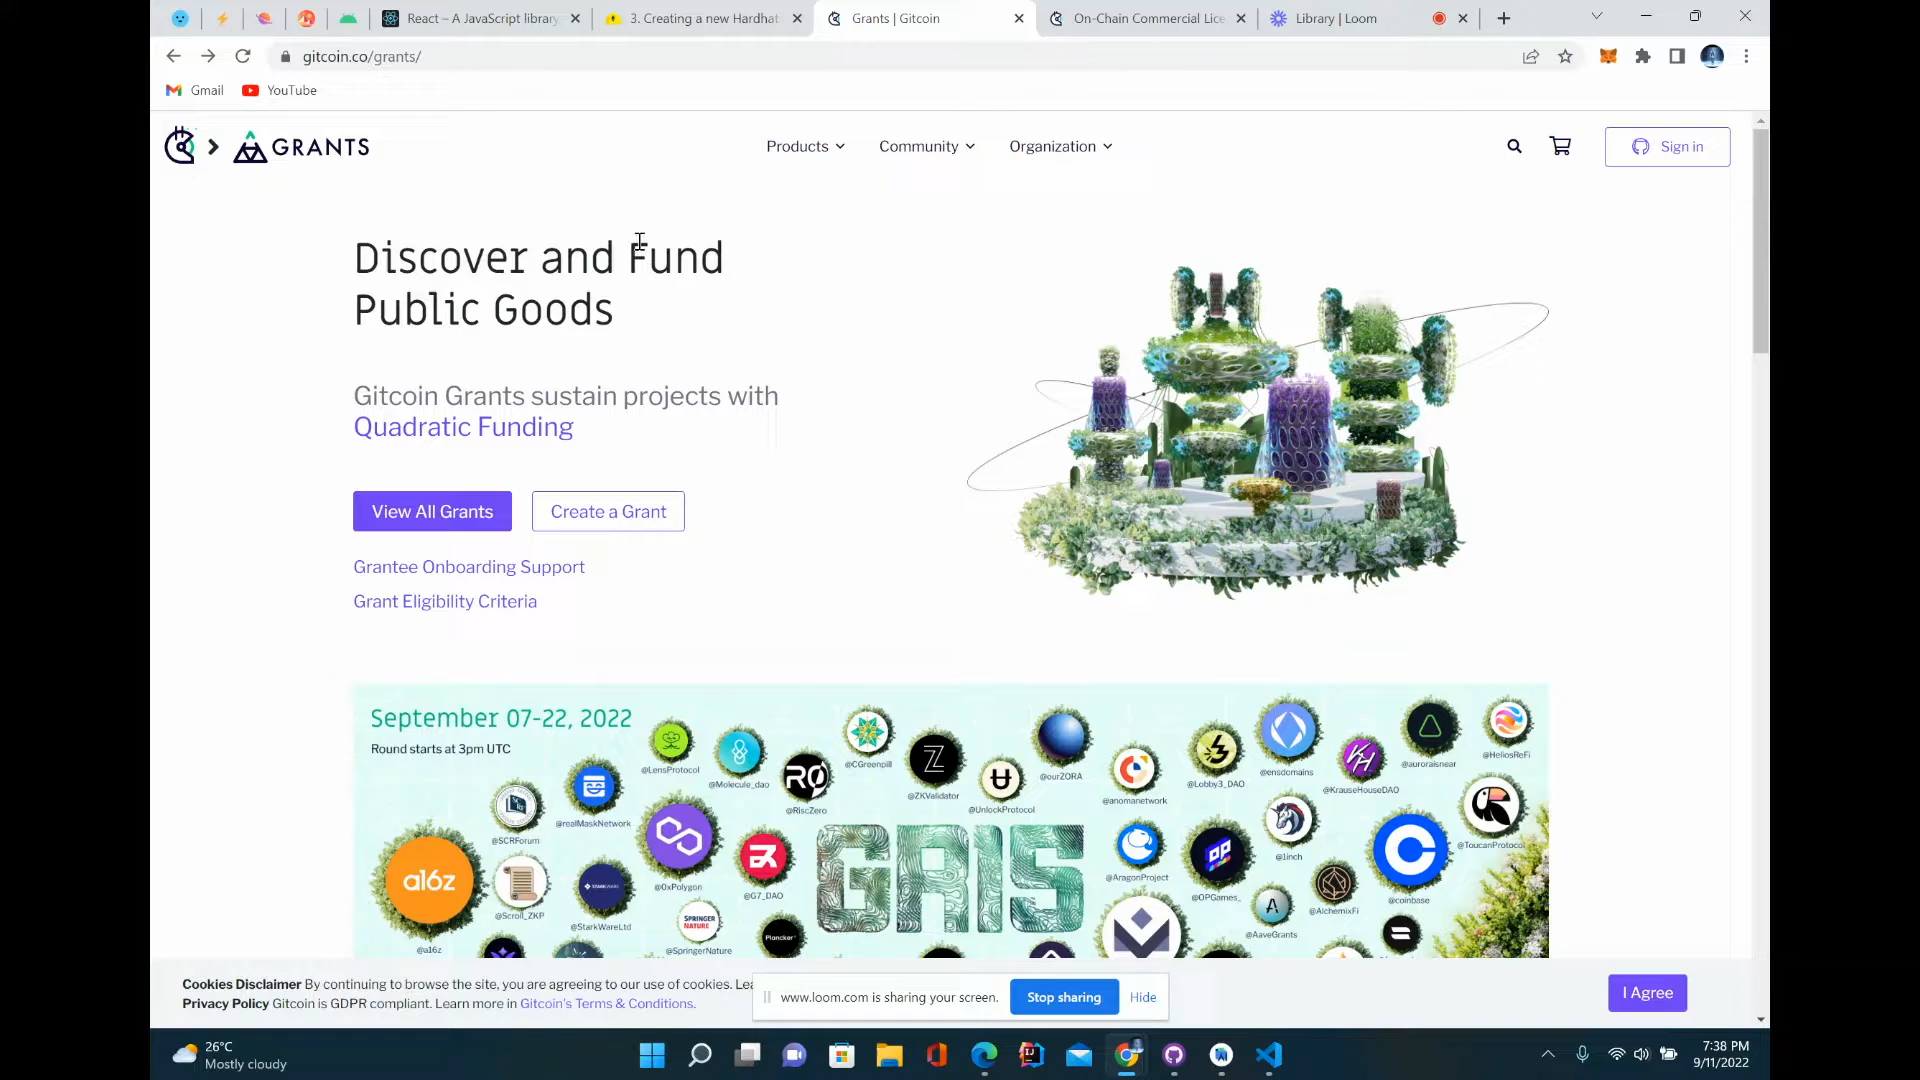 React – A JavaScript library
3. Creating a new Hardhat
Grants | Gitcoin
On-Chain Commercial Lice
Library | Loom
gitcoin.co/grants/
Gmail
YouTube
GRANTS
Products
Community
Organization
Sign in
Discover and Fund
Public Goods
Gitcoin Grants sustain projects with
Quadratic Funding
View All Grants
Create a Grant
Grantee Onboarding Support
Grant Eligibility Criteria
September 07-22, 2022
Round starts at 3pm UTC
@LensProtocol
@Molecule_dao
@CGreenpill
@ZKValidator
@ourZORA
@UnlockProtocol
@anomanetwork
@Lobby3_DAO
@ensdomains
@KrauseHouseDAO
@auroraisnear
@HeliosReFi
@RiscZero
@realMaskNetwork
@SCRForum
@0xPolygon
@G7_DAO
GR15
@AragonProject
@OPGames_
@1inch
@AlchemixFi
@coinbase
@ToucanProtocol
a16z
@a16z
@Scroll_ZKP
STARKWARE
@StarkWareLtd
SPRINGER
NATURE
@SpringerNature
Plancker
@AaveGrants
Cookies Disclaimer By continuing to browse the site, you are agreeing to our use of cookies. Lea
Privacy Policy Gitcoin is GDPR compliant. Learn more in Gitcoin's Terms & Conditions.
www.loom.com is sharing your screen.
Stop sharing
Hide
I Agree
26°C
Mostly cloudy
7:38 PM
9/11/2022